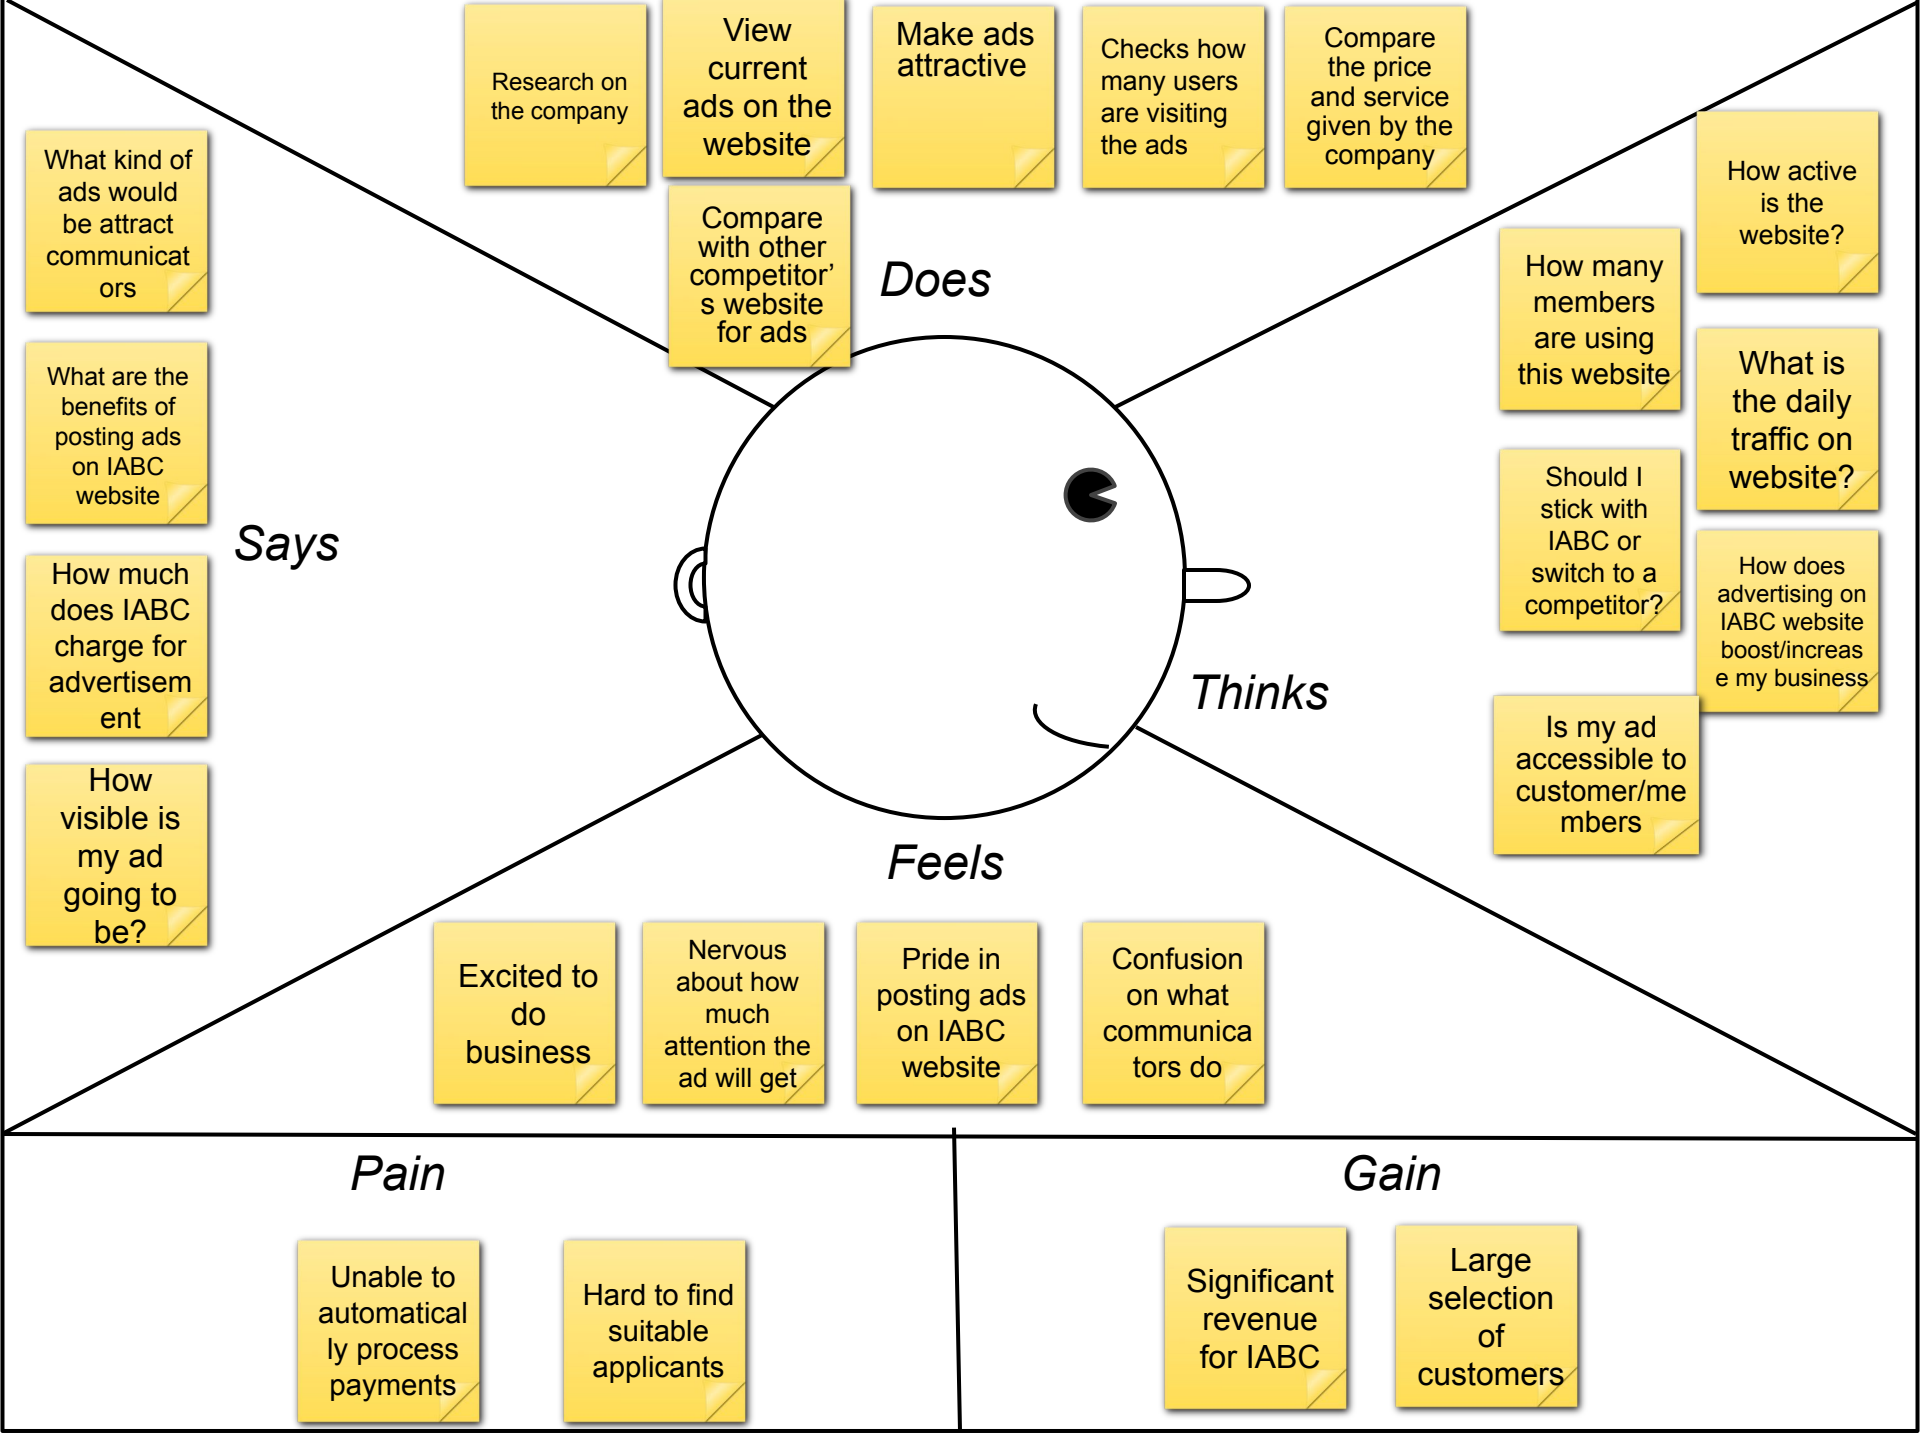 Research on
the company
View
current
ads on the
website
Make ads
attractive
Checks how
many users
are visiting
the ads
Compare
the price
and service
given by the
company
Compare
with other
competitor’
s website
for ads
Does
What kind of
ads would
be attract
communicat
ors
What are the
benefits of
posting ads
on IABC
website
How much
does IABC
charge for
advertisem
ent
How
visible is
my ad
going to
be?
Says
How active
is the
website?
How many
members
are using
this website
What is
the daily
traffic on
website?
Should I
stick with
IABC or
switch to a
competitor?
How does
advertising on
IABC website
boost/increas
e my business
Is my ad
accessible to
customer/me
mbers
Thinks
Feels
Excited to
do
business
Nervous
about how
much
attention the
ad will get
Pride in
posting ads
on IABC
website
Confusion
on what
communica
tors do
Pain
Unable to
automatical
ly process
payments
Hard to find
suitable
applicants
Gain
Significant
revenue
for IABC
Large
selection
of
customers